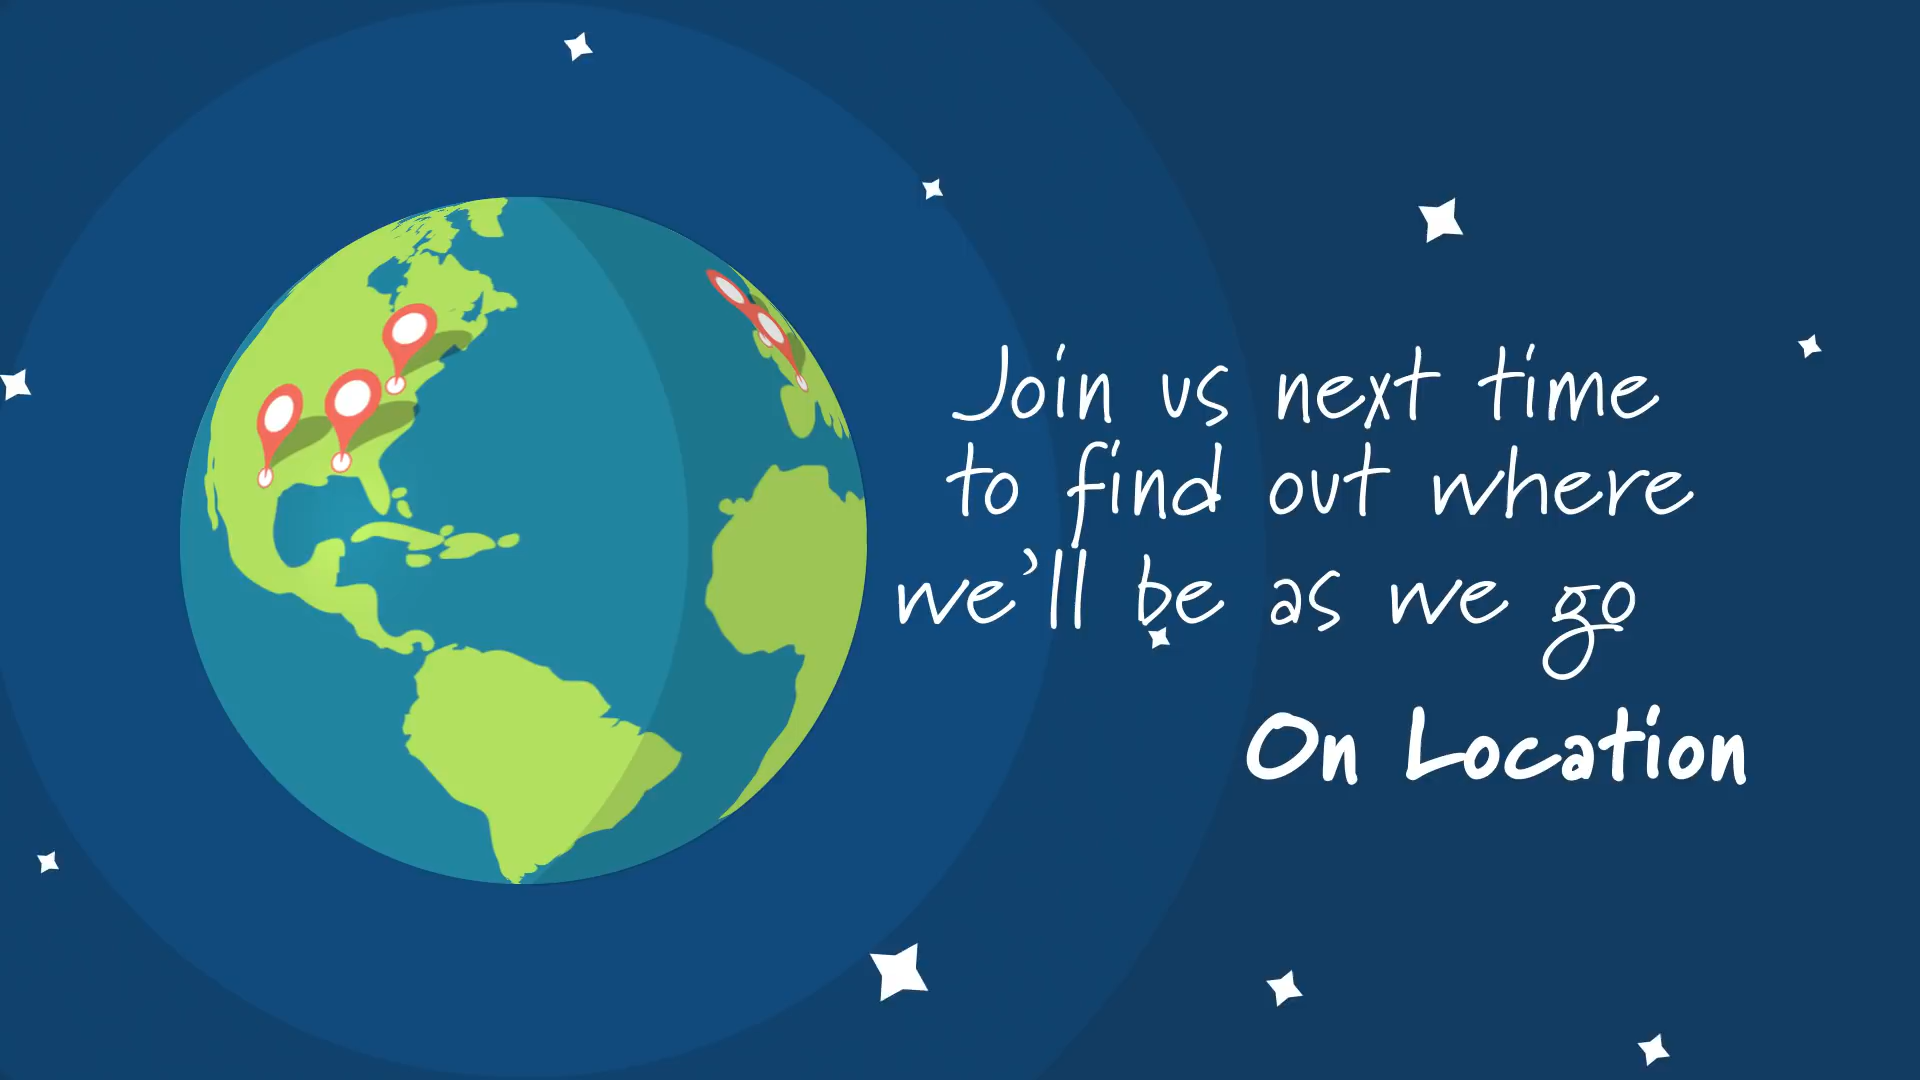 Join us next time
to find out where
we'll be as we go
On Location